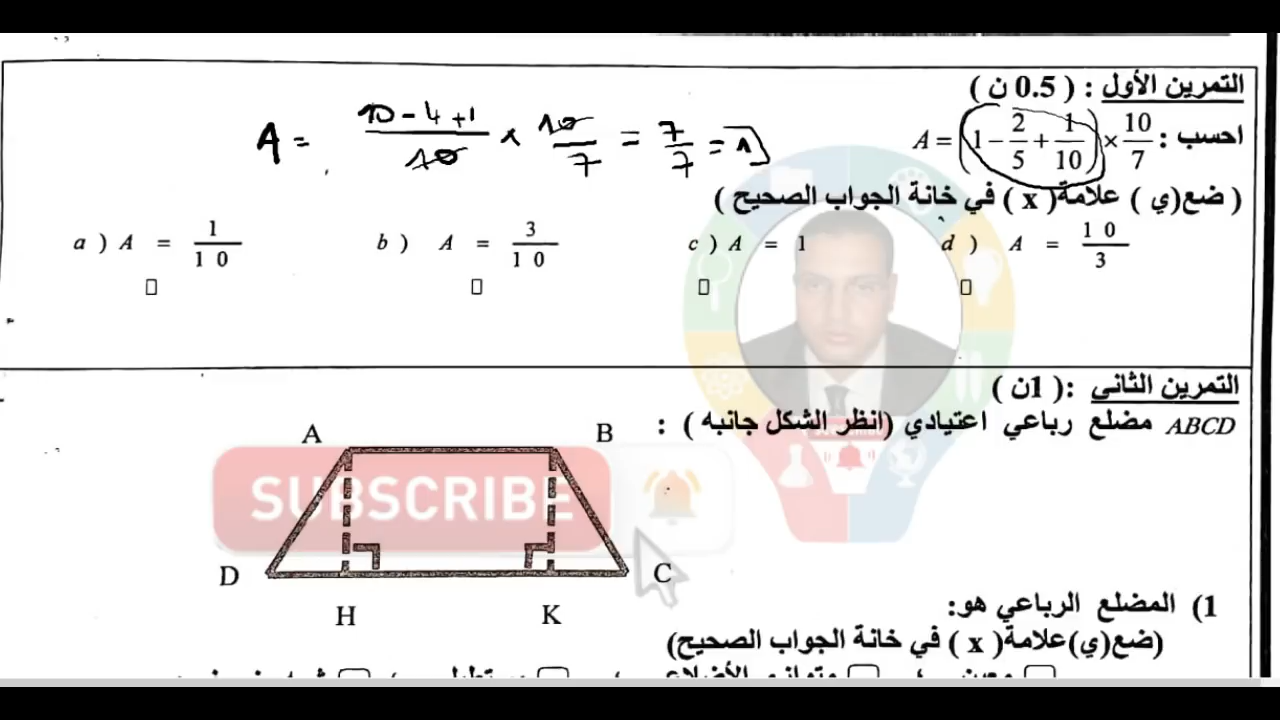 التمرين الأول : ( 0.5 ن )
احسب : A = (1 − 2/5 + 1/10) × 10/7
A = 10 - 4 + 1 / 10 × 10 / 7 = 7 / 7 = 1
( ضع(ي ) علامة( x ) في خانة الجواب الصحيح )
a ) A = 1/10 b ) A = 3/10 c ) A = 1 d ) A = 10/3
□ □ □ □
التمرين الثاني :( 1ن )
ABCD مضلع رباعي اعتيادي (انظر الشكل جانبه ) :
A B
SUBSCRIBE
D C
H K
1) المضلع الرباعي هو:
(ضع(ي)علامة( x ) في خانة الجواب الصحيح)